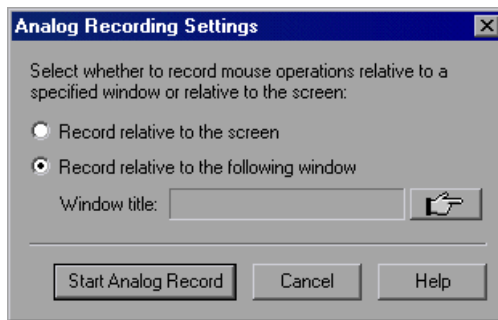 Analog Recording Settings
Select whether to record mouse operations relative to a
specified window or relative to the screen:
Record relative to the screen
Record relative to the following window
Window title:
Start Analog Record Cancel Help